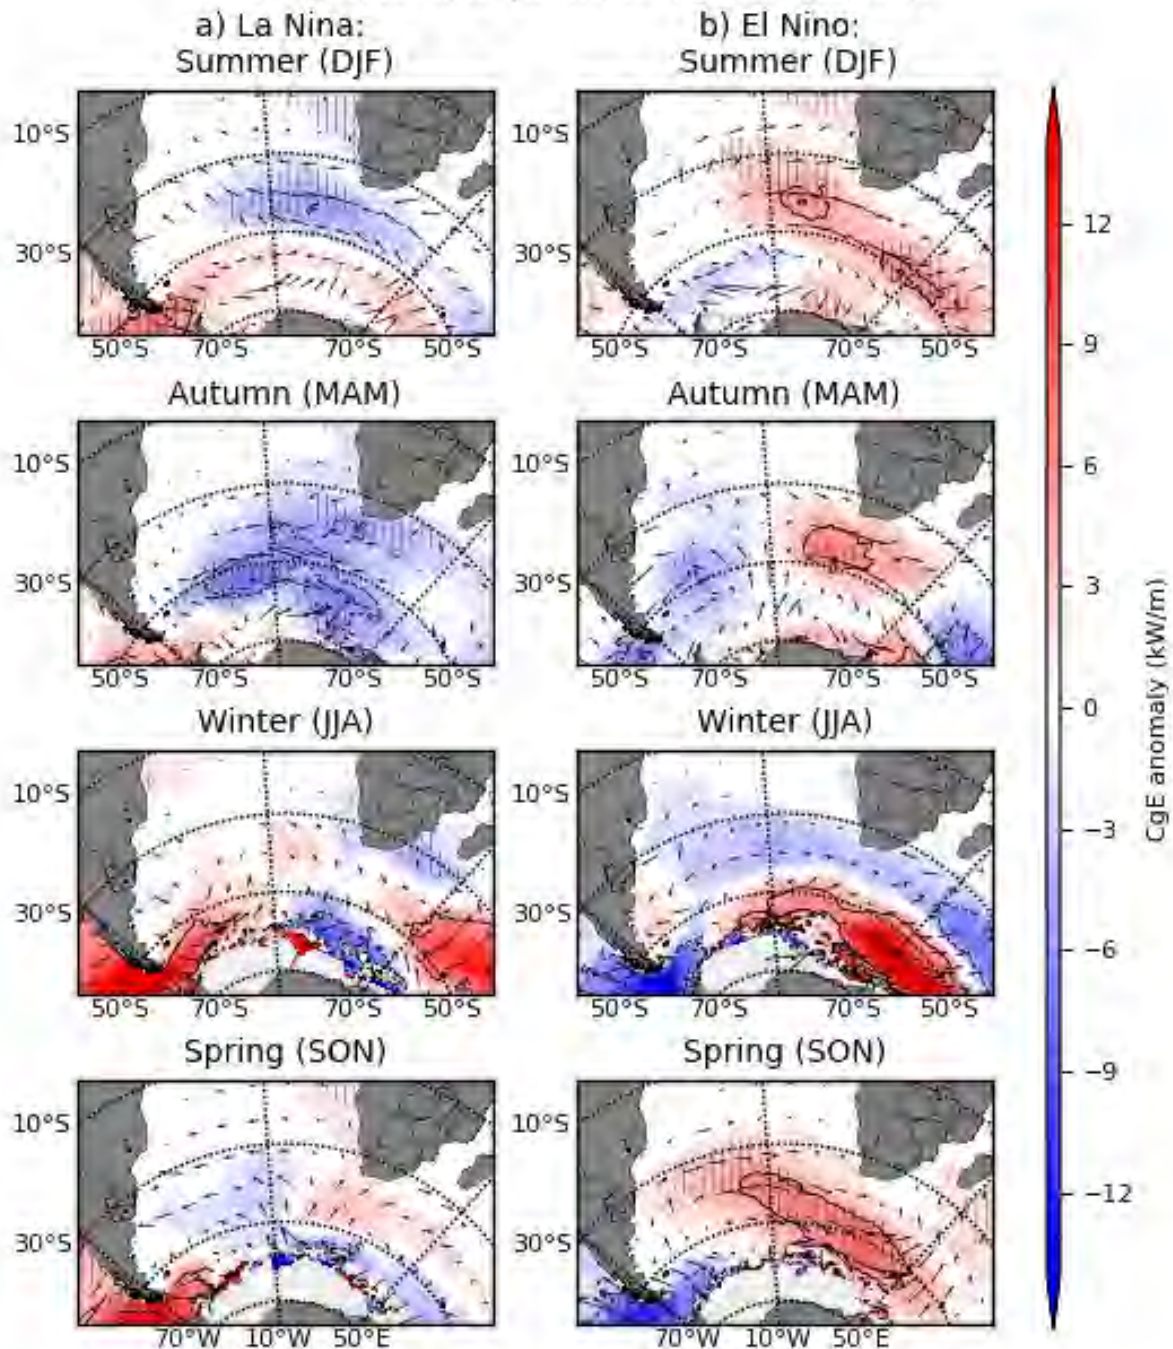 a) La Nina:
Summer (DJF)
b) El Nino:
Summer (DJF)
10°S
30°S
50°S 70°S 70°S 50°S
10°S
30°S
50°S 70°S 70°S 50°S
Autumn (MAM)
Autumn (MAM)
10°S
30°S
50°S 70°S 70°S 50°S
10°S
30°S
50°S 70°S 70°S 50°S
Winter (JJA)
Winter (JJA)
10°S
30°S
50°S 70°S 70°S 50°S
10°S
30°S
50°S 70°S 70°S 50°S
Spring (SON)
Spring (SON)
10°S
30°S
70°W 10°W 50°E
10°S
30°S
70°W 10°W 50°E
12
9
6
3
0
−3
−6
−9
−12
CgE anomaly (kW/m)